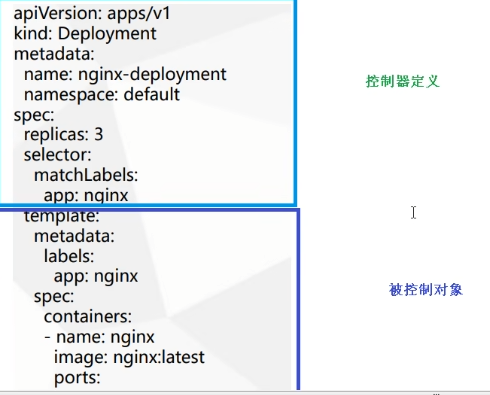 apiVersion: apps/v1
kind: Deployment
metadata:
  name: nginx-deployment
  namespace: default
spec:
  replicas: 3
  selector:
    matchLabels:
      app: nginx
控制器定义
  template:
    metadata:
      labels:
        app: nginx
    spec:
      containers:
      - name: nginx
        image: nginx:latest
        ports:
被控制对象